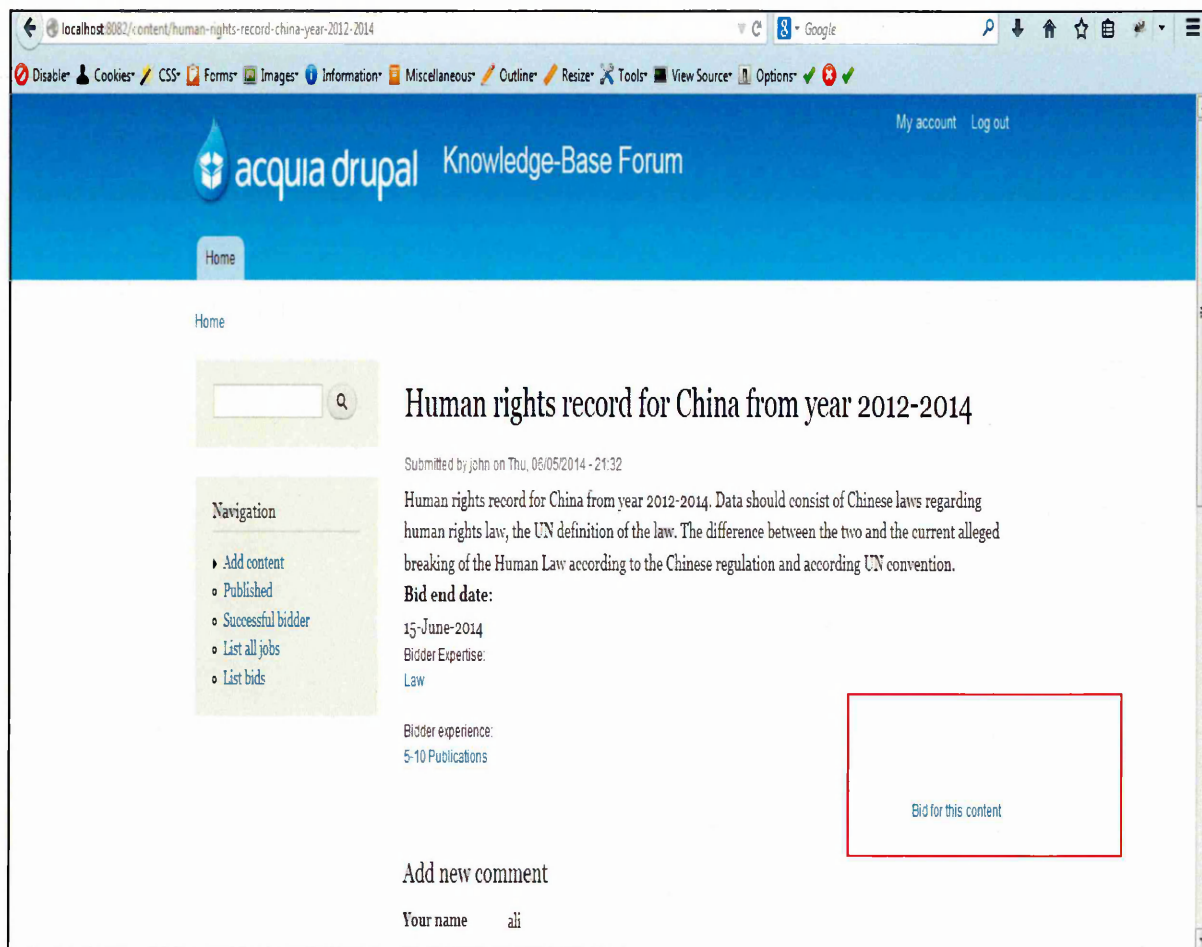 localhost:8082/content/human-rights-record-china-year-2012-2014
Google
Disable Cookies CSS Forms Images Information Miscellaneous Outline Resize Tools View Source Options
My account Log out
acquia drupal Knowledge-Base Forum
Home
Home
Human rights record for China from year 2012-2014
Submitted by john on Thu, 06/05/2014 - 21:32
Human rights record for China from year 2012-2014. Data should consist of Chinese laws regarding
human rights law, the UN definition of the law. The difference between the two and the current alleged
breaking of the Human Law according to the Chinese regulation and according UN convention.
Bid end date:
15-June-2014
Bidder Expertise:
Law
Bidder experience:
5-10 Publications
Navigation
Add content
Published
Successful bidder
List all jobs
List bids
Bid for this content
Add new comment
Your name ali